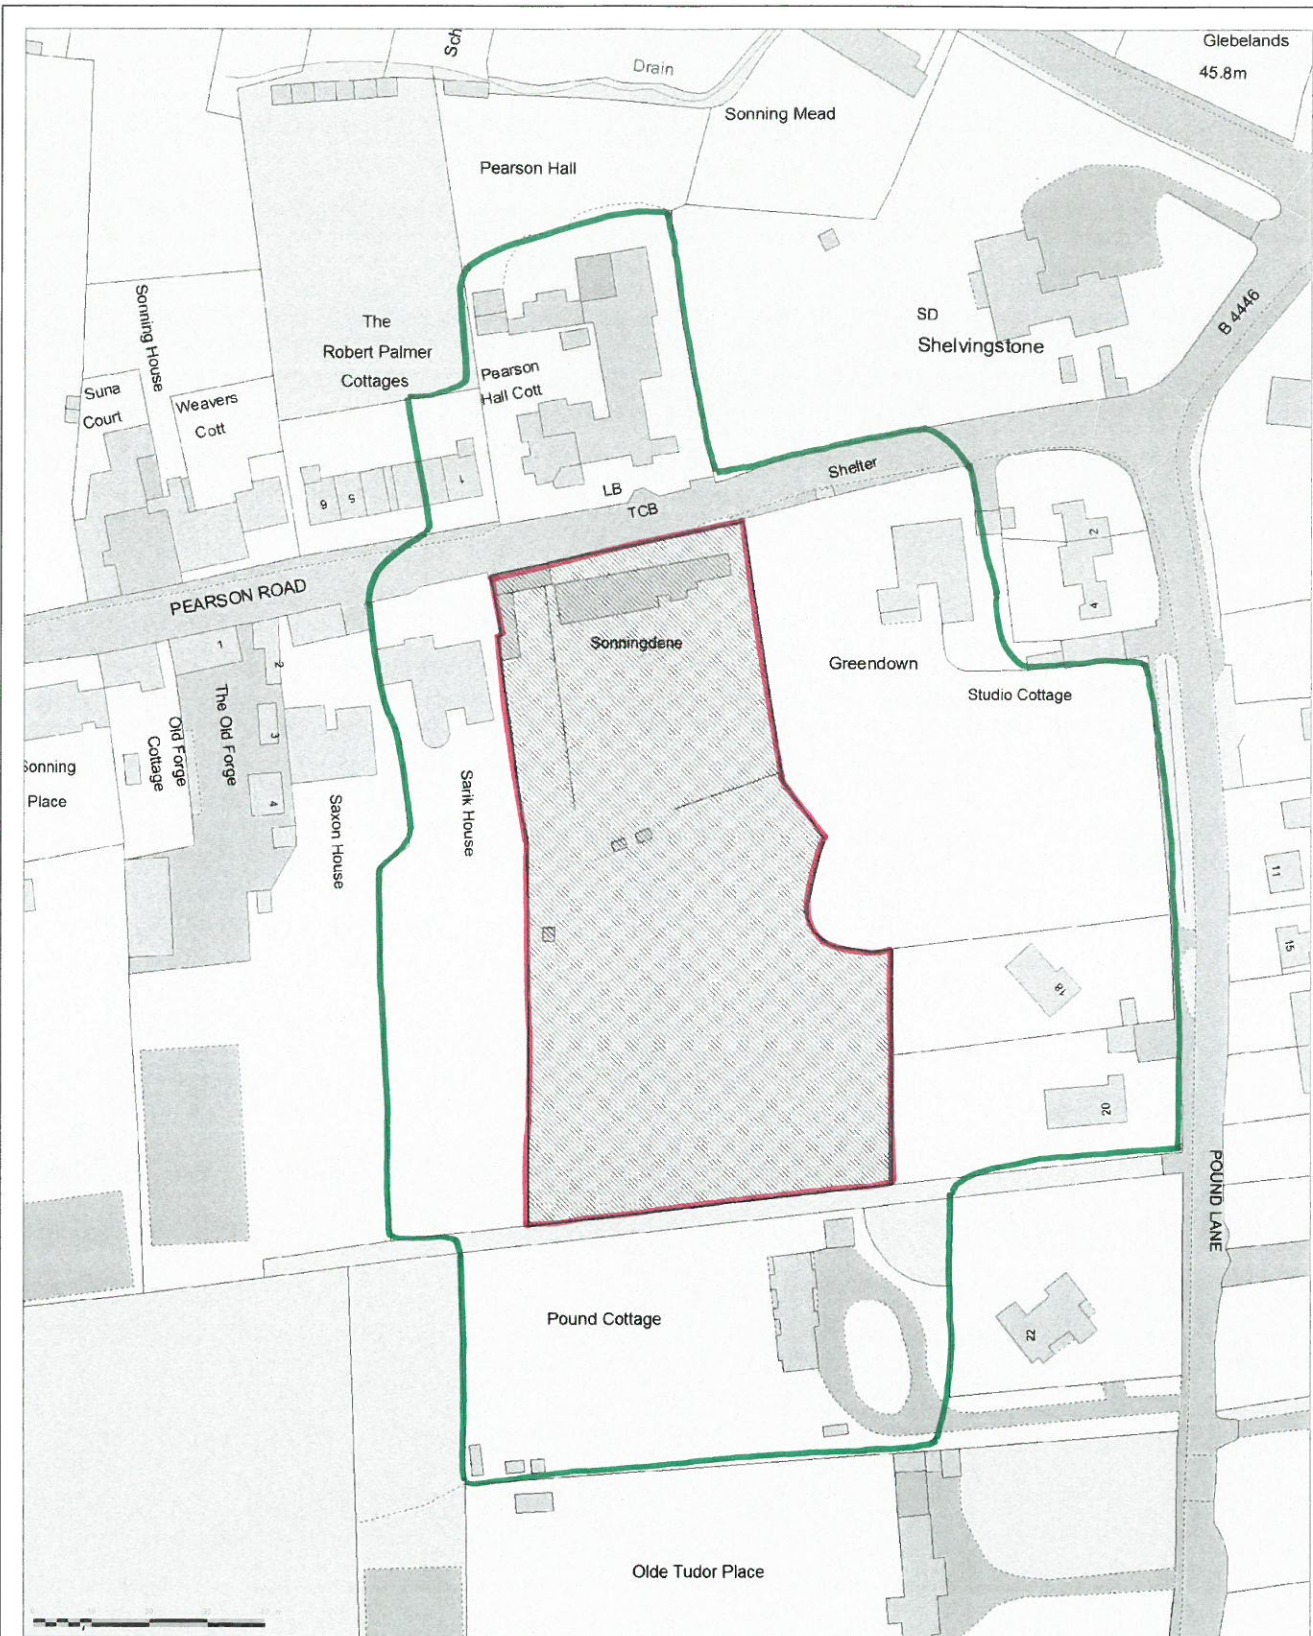 Glebelands
45.8m
Sch
Drain
Sonning Mead
Pearson Hall
Sonning House
The
Robert Palmer
Cottages
SD
Shelvingstone
B 4446
Suna
Court
Weavers
Cott
Pearson
Hall Cott
6
5
1
LB
TCB
Shelter
2
4
PEARSON ROAD
1
2
3
4
Sonningdene
Greendown
Studio Cottage
Sonning
Place
Old Forge
Cottage
The Old Forge
Saxon House
Sarik House
11
15
18
20
POUND LANE
Pound Cottage
22
Olde Tudor Place